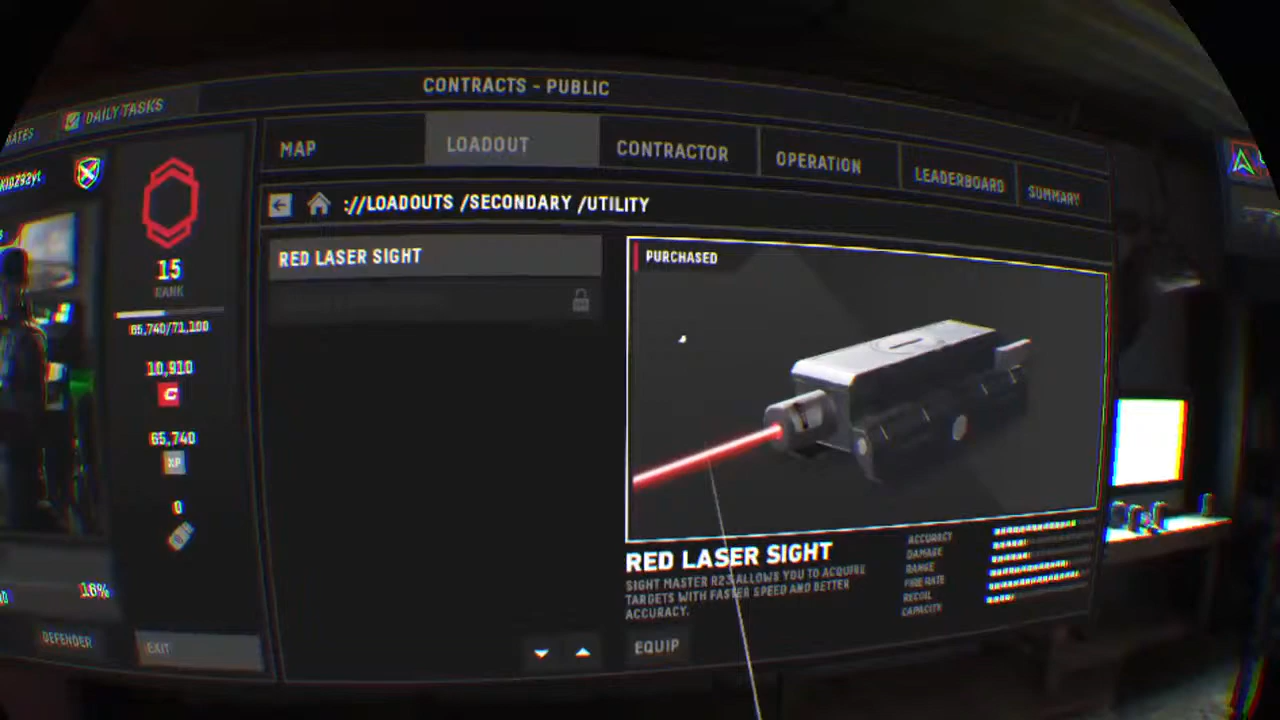 CONTRACTS - PUBLIC
DAILY TASKS
MAP
LOADOUT
CONTRACTOR
OPERATION
LEADERBOARD
SUMMARY
://LOADOUTS /SECONDARY /UTILITY
15
RANK
65,740/71,100
10,910
C
65,740
XP
0
16%
DEFENDER
EXIT
RED LASER SIGHT
PURCHASED
RED LASER SIGHT
SIGHT MASTER R23 ALLOWS YOU TO ACQUIRE
TARGETS WITH FASTER SPEED AND BETTER
ACCURACY.
ACCURACY
DAMAGE
RANGE
FIRE RATE
RECOIL
CAPACITY
EQUIP